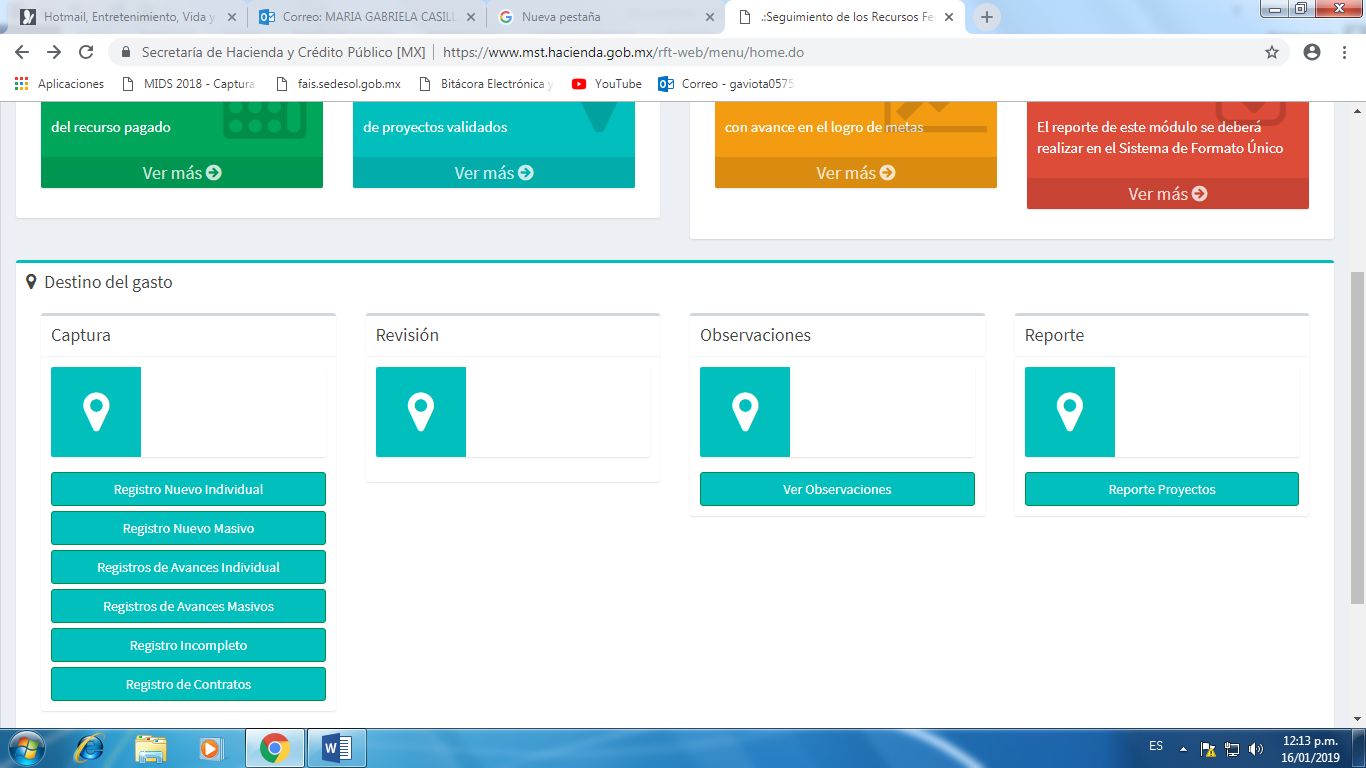 Hotmail, Entretenimiento, Vida y
Correo: MARIA GABRIELA CASILL
Nueva pestaña
.:Seguimiento de los Recursos Fe
Secretaría de Hacienda y Crédito Público [MX]
https://www.mst.hacienda.gob.mx/rft-web/menu/home.do
Aplicaciones
MIDS 2018 - Captura
fais.sedesol.gob.mx
Bitácora Electrónica y
YouTube
Correo - gaviota0575
del recurso pagado
Ver más
de proyectos validados
Ver más
con avance en el logro de metas
Ver más
El reporte de este módulo se deberá
realizar en el Sistema de Formato Único
Ver más
Destino del gasto
Captura
Registro Nuevo Individual
Registro Nuevo Masivo
Registros de Avances Individual
Registros de Avances Masivos
Registro Incompleto
Registro de Contratos
Revisión
Observaciones
Ver Observaciones
Reporte
Reporte Proyectos
ES
12:13 p.m.
16/01/2019